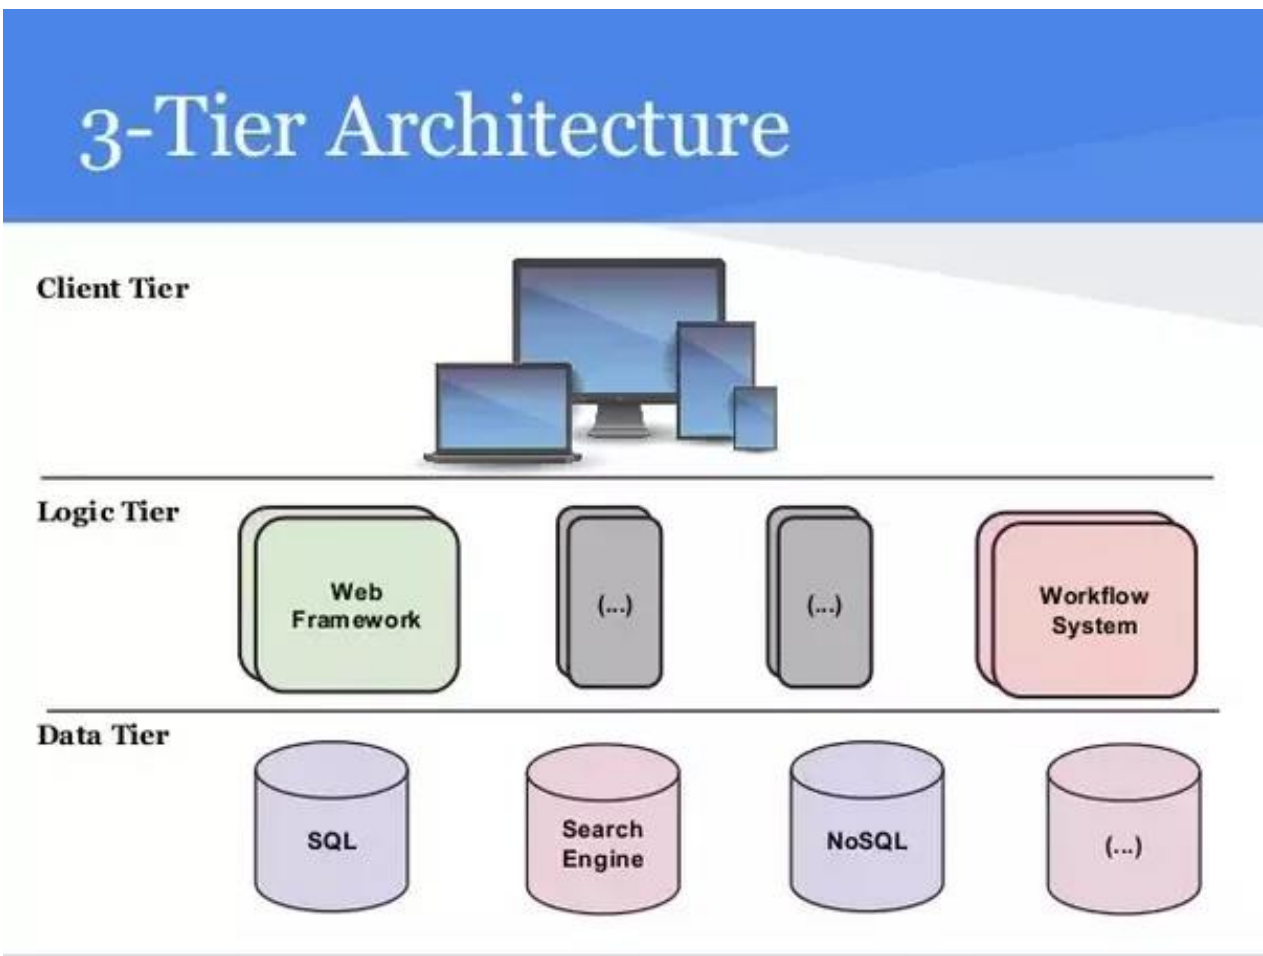 3-Tier Architecture
Client Tier
Logic Tier
Web
Framework
(...)
(...)
Workflow
System
Data Tier
SQL
Search
Engine
NoSQL
(...)